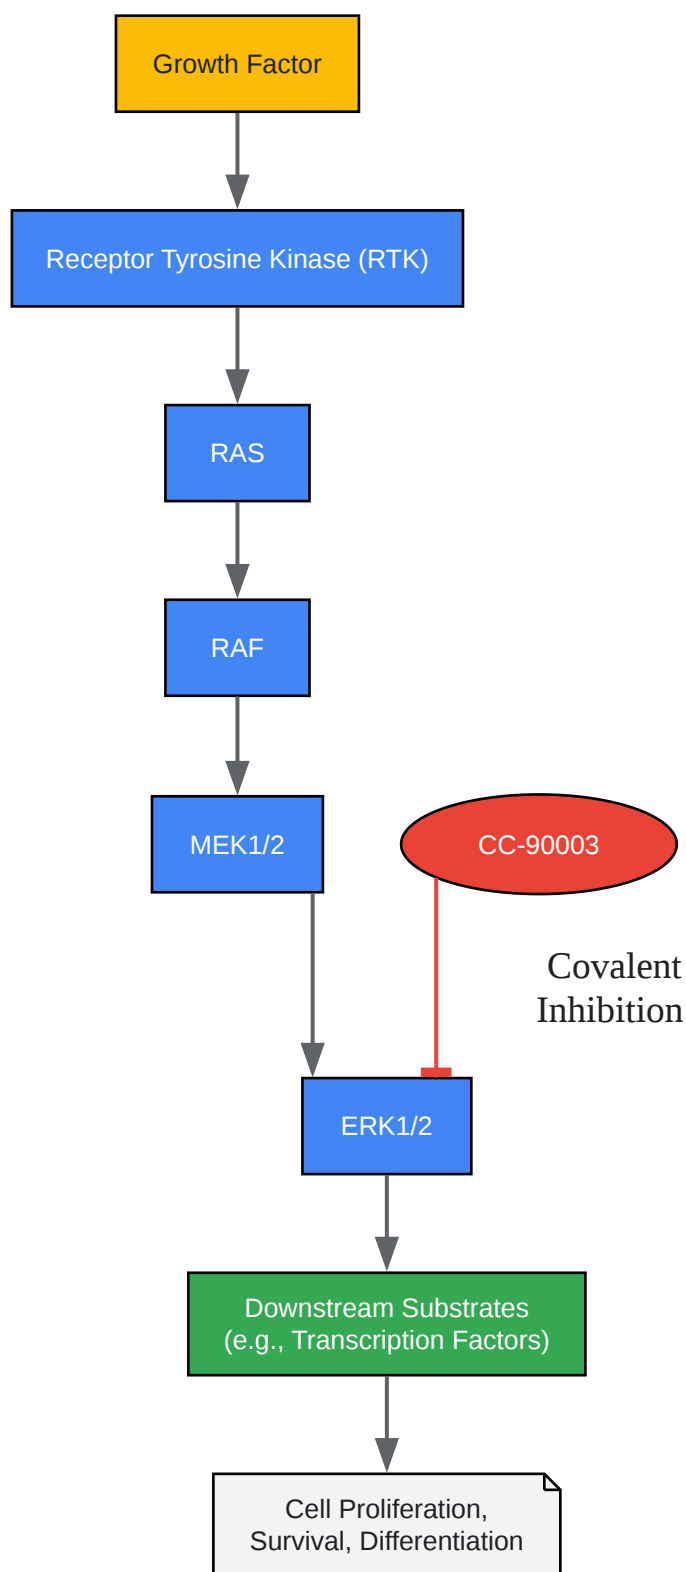 Growth Factor
Receptor Tyrosine Kinase (RTK)
RAS
RAF
MEK1/2
CC-90003
Covalent
Inhibition
ERK1/2
Downstream Substrates
(e.g., Transcription Factors)
Cell Proliferation,
Survival, Differentiation